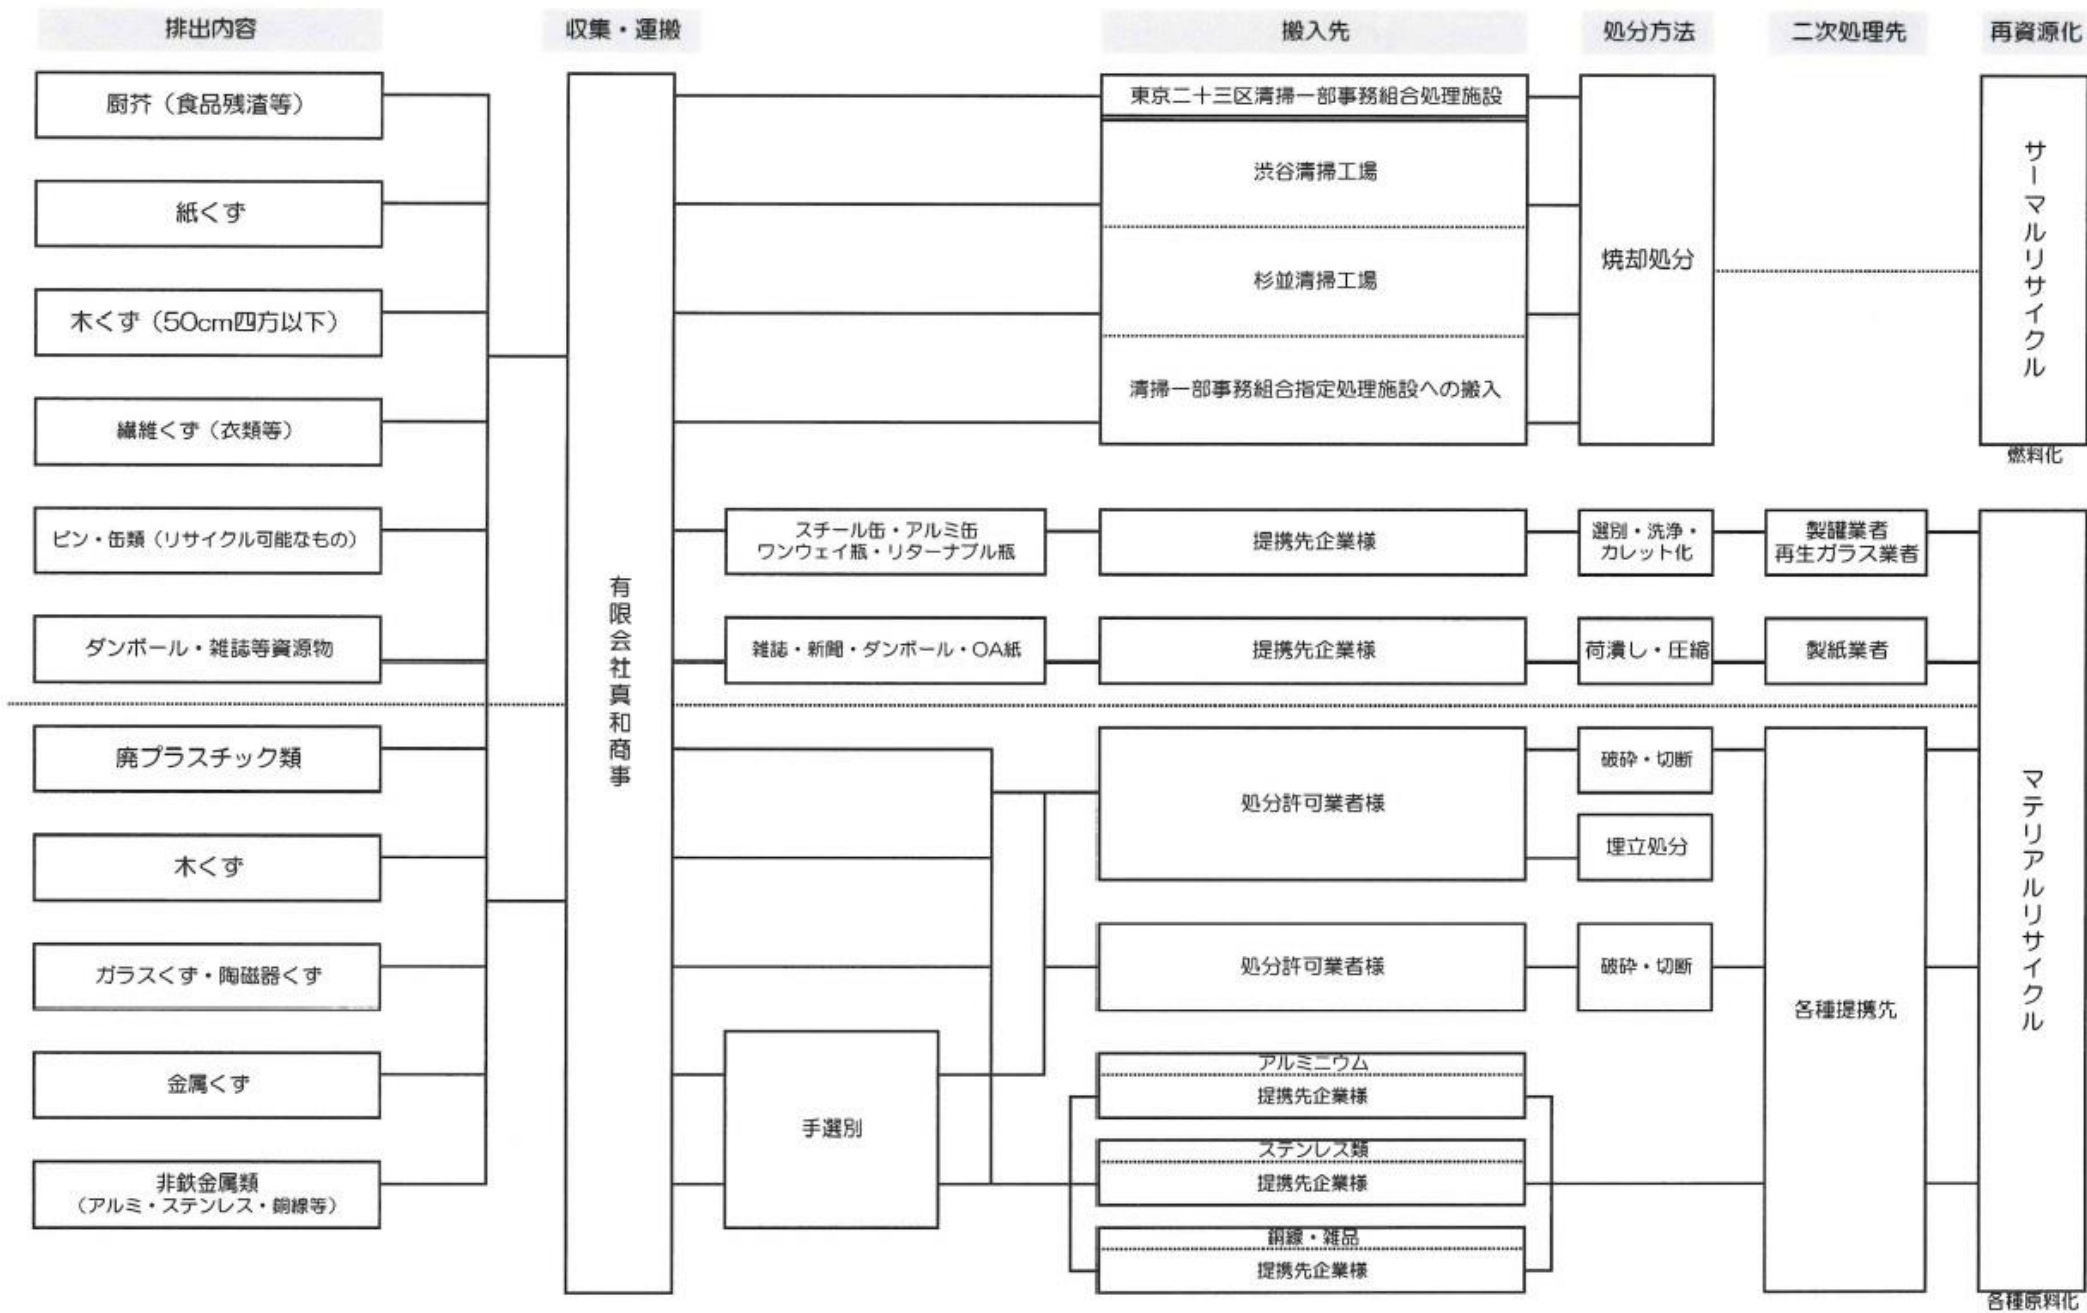 排出内容
収集・運搬
搬入先
処分方法
二次処理先
再資源化
厨芥（食品残渣等）
紙くず
木くず（50cm四方以下）
繊維くず（衣類等）
ビン・缶類（リサイクル可能なもの）
ダンボール・雑誌等資源物
廃プラスチック類
木くず
ガラスくず・陶磁器くず
金属くず
非鉄金属類
（アルミ・ステンレス・銅線等）
有限会社真和商事
スチール缶・アルミ缶
ワンウェイ瓶・リターナブル瓶
雑誌・新聞・ダンボール・OA紙
手選別
東京二十三区清掃一部事務組合処理施設
渋谷清掃工場
杉並清掃工場
清掃一部事務組合指定処理施設への搬入
提携先企業様
提携先企業様
処分許可業者様
処分許可業者様
アルミニウム
提携先企業様
ステンレス類
提携先企業様
銅線・雑品
提携先企業様
焼却処分
選別・洗浄・
カレット化
荷潰し・圧縮
破砕・切断
埋立処分
破砕・切断
製罐業者
再生ガラス業者
製紙業者
各種提携先
サーマルリサイクル
燃料化
マテリアルリサイクル
各種原料化